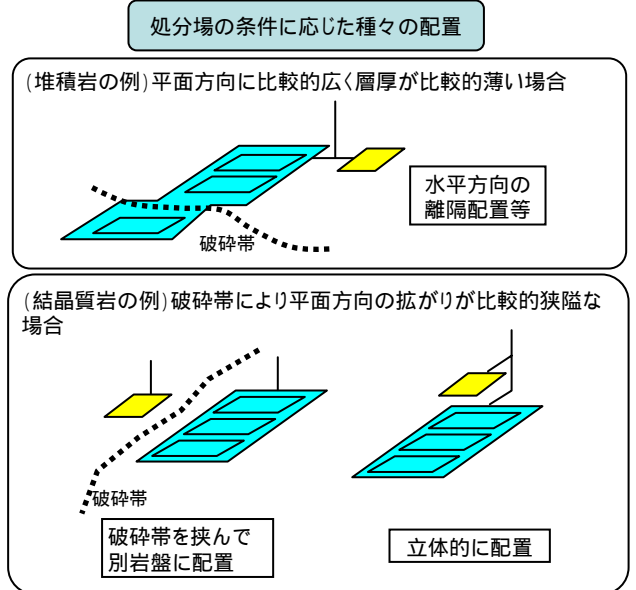 処分場の条件に応じた種々の配置
(堆積岩の例)平面方向に比較的広く層厚が比較的薄い場合
水平方向の
離隔配置等
破砕帯
(結晶質岩の例)破砕帯により平面方向の拡がりが比較的狭隘な
場合
破砕帯
破砕帯を挟んで
別岩盤に配置
立体的に配置